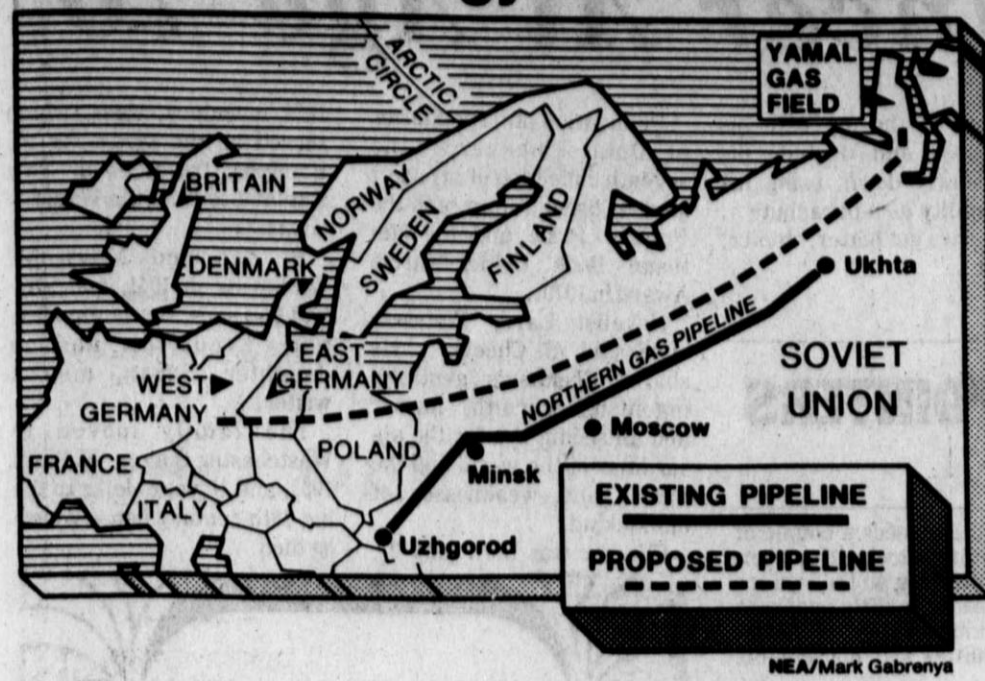 ARCTIC
CIRCLE
YAMAL
GAS
FIELD
BRITAIN
NORWAY
SWEDEN
FINLAND
DENMARK
Ukhta
NORTHERN GAS PIPELINE
EAST
GERMANY
WEST
GERMANY
SOVIET
UNION
Moscow
POLAND
Minsk
FRANCE
ITALY
Uzhgorod
EXISTING PIPELINE
PROPOSED PIPELINE
NEA/Mark Gabrenya